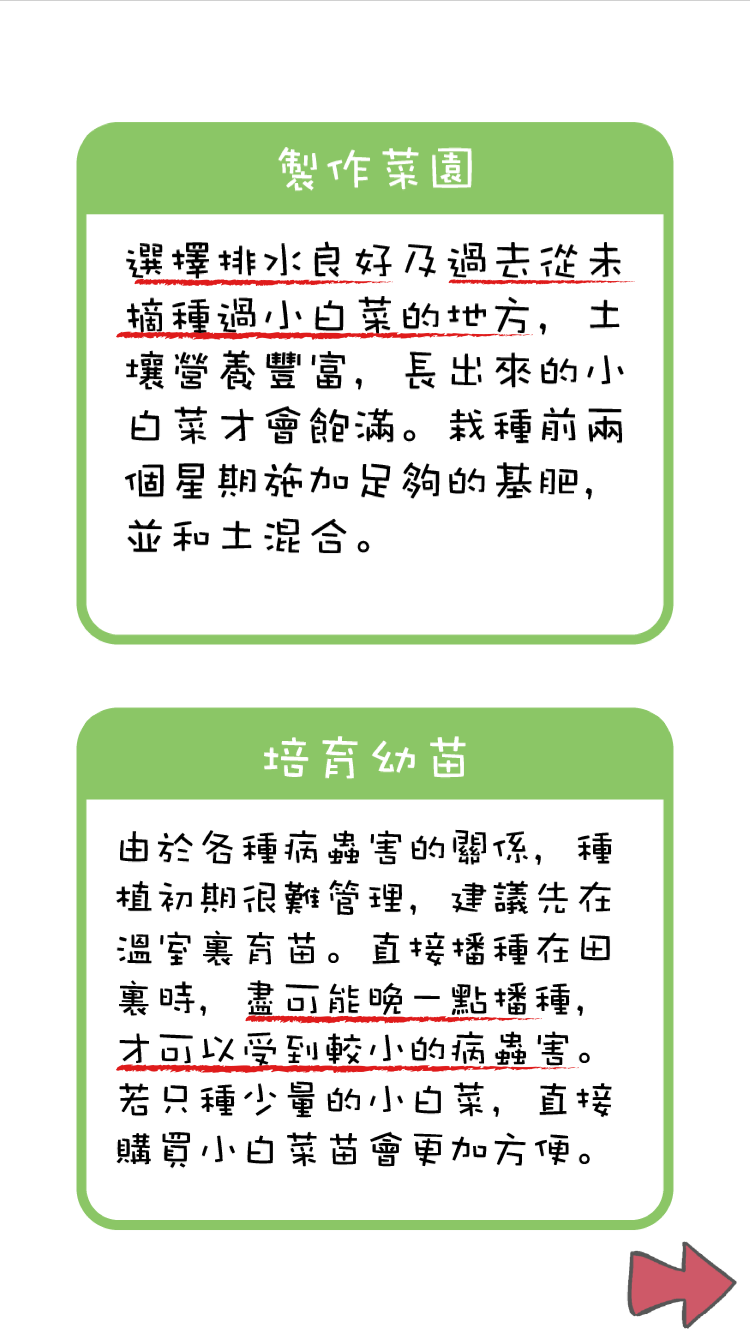 製作菜園
選擇排水良好及過去從未
摘種過小白菜的地方，土
壤營養豐富，長出來的小
白菜才會飽滿。栽種前兩
個星期施加足夠的基肥，
並和土混合。
培育幼苗
由於各種病蟲害的關係，種
植初期很難管理，建議先在
溫室裏育苗。直接播種在田
裏時，盡可能晚一點播種，
才可以受到較小的病蟲害。
若只種少量的小白菜，直接
購買小白菜苗會更加方便。